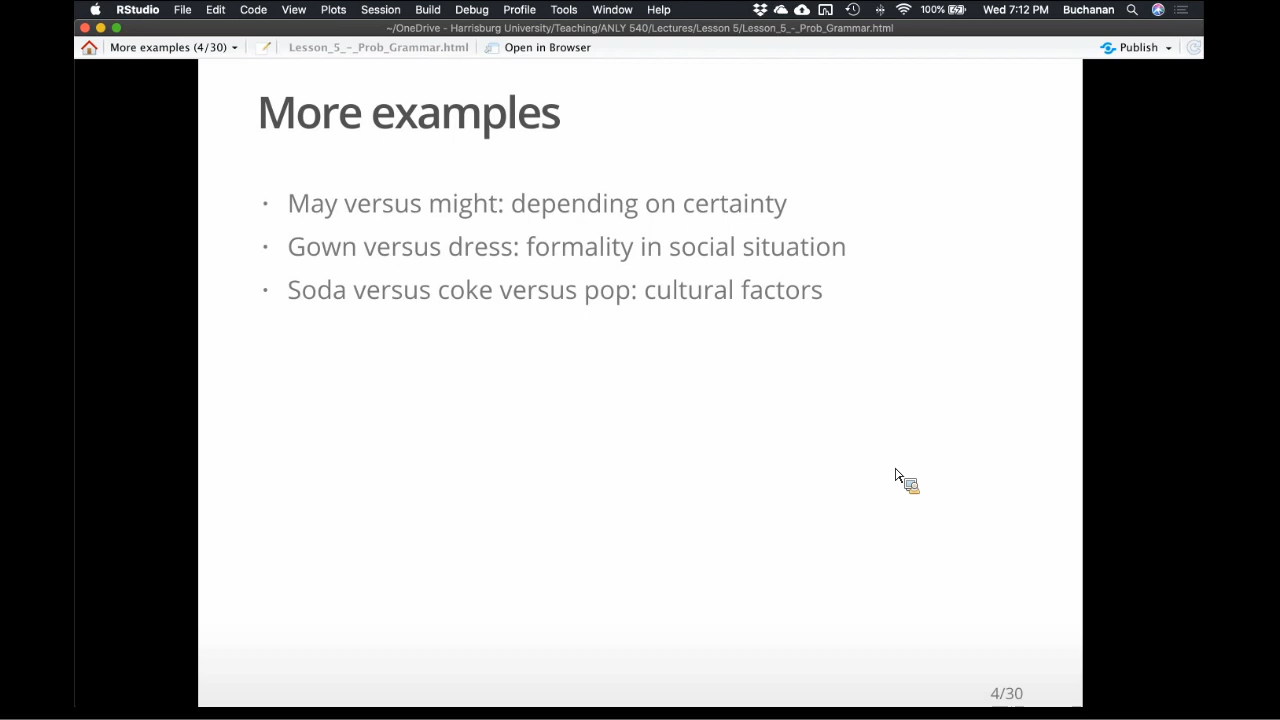 RStudio File Edit Code View Plots Session Build Debug Profile Tools Window Help 100% Wed 7:12 PM Buchanan
~/OneDrive - Harrisburg University/Teaching/ANLY 540/Lectures/Lesson 5/Lesson_5_-_Prob_Grammar.html
More examples (4/30) Lesson_5_-_Prob_Grammar.html Open in Browser Publish
More examples
· May versus might: depending on certainty
· Gown versus dress: formality in social situation
· Soda versus coke versus pop: cultural factors
4/30